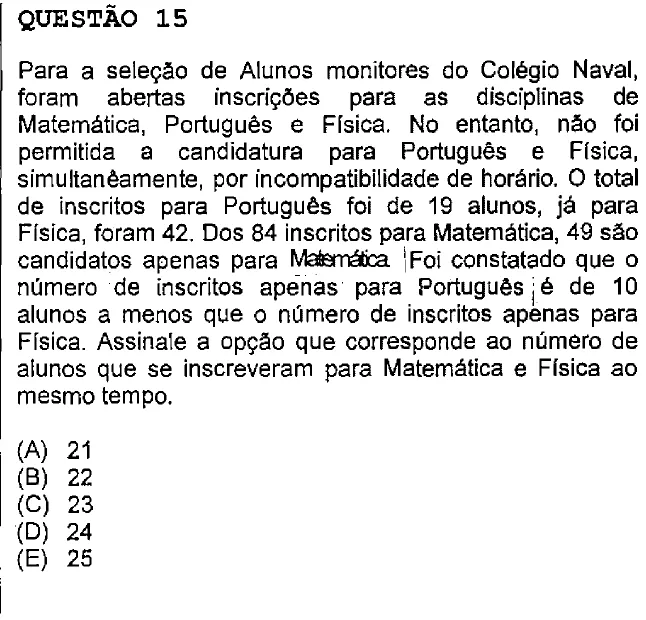 QUESTÃO 15
Para a seleção de Alunos monitores do Colégio Naval,
foram abertas inscrições para as disciplinas de
Matemática, Português e Física. No entanto, não foi
permitida a candidatura para Português e Física,
simultaneamente, por incompatibilidade de horário. O total
de inscritos para Português foi de 19 alunos, já para
Física, foram 42. Dos 84 inscritos para Matemática, 49 são
candidatos apenas para Matemática Foi constatado que o
número de inscritos apenas para Português é de 10
alunos a menos que o número de inscritos apenas para
Física. Assinale a opção que corresponde ao número de
alunos que se inscreveram para Matemática e Física ao
mesmo tempo.
(A) 21
(B) 22
(C) 23
(D) 24
(E) 25